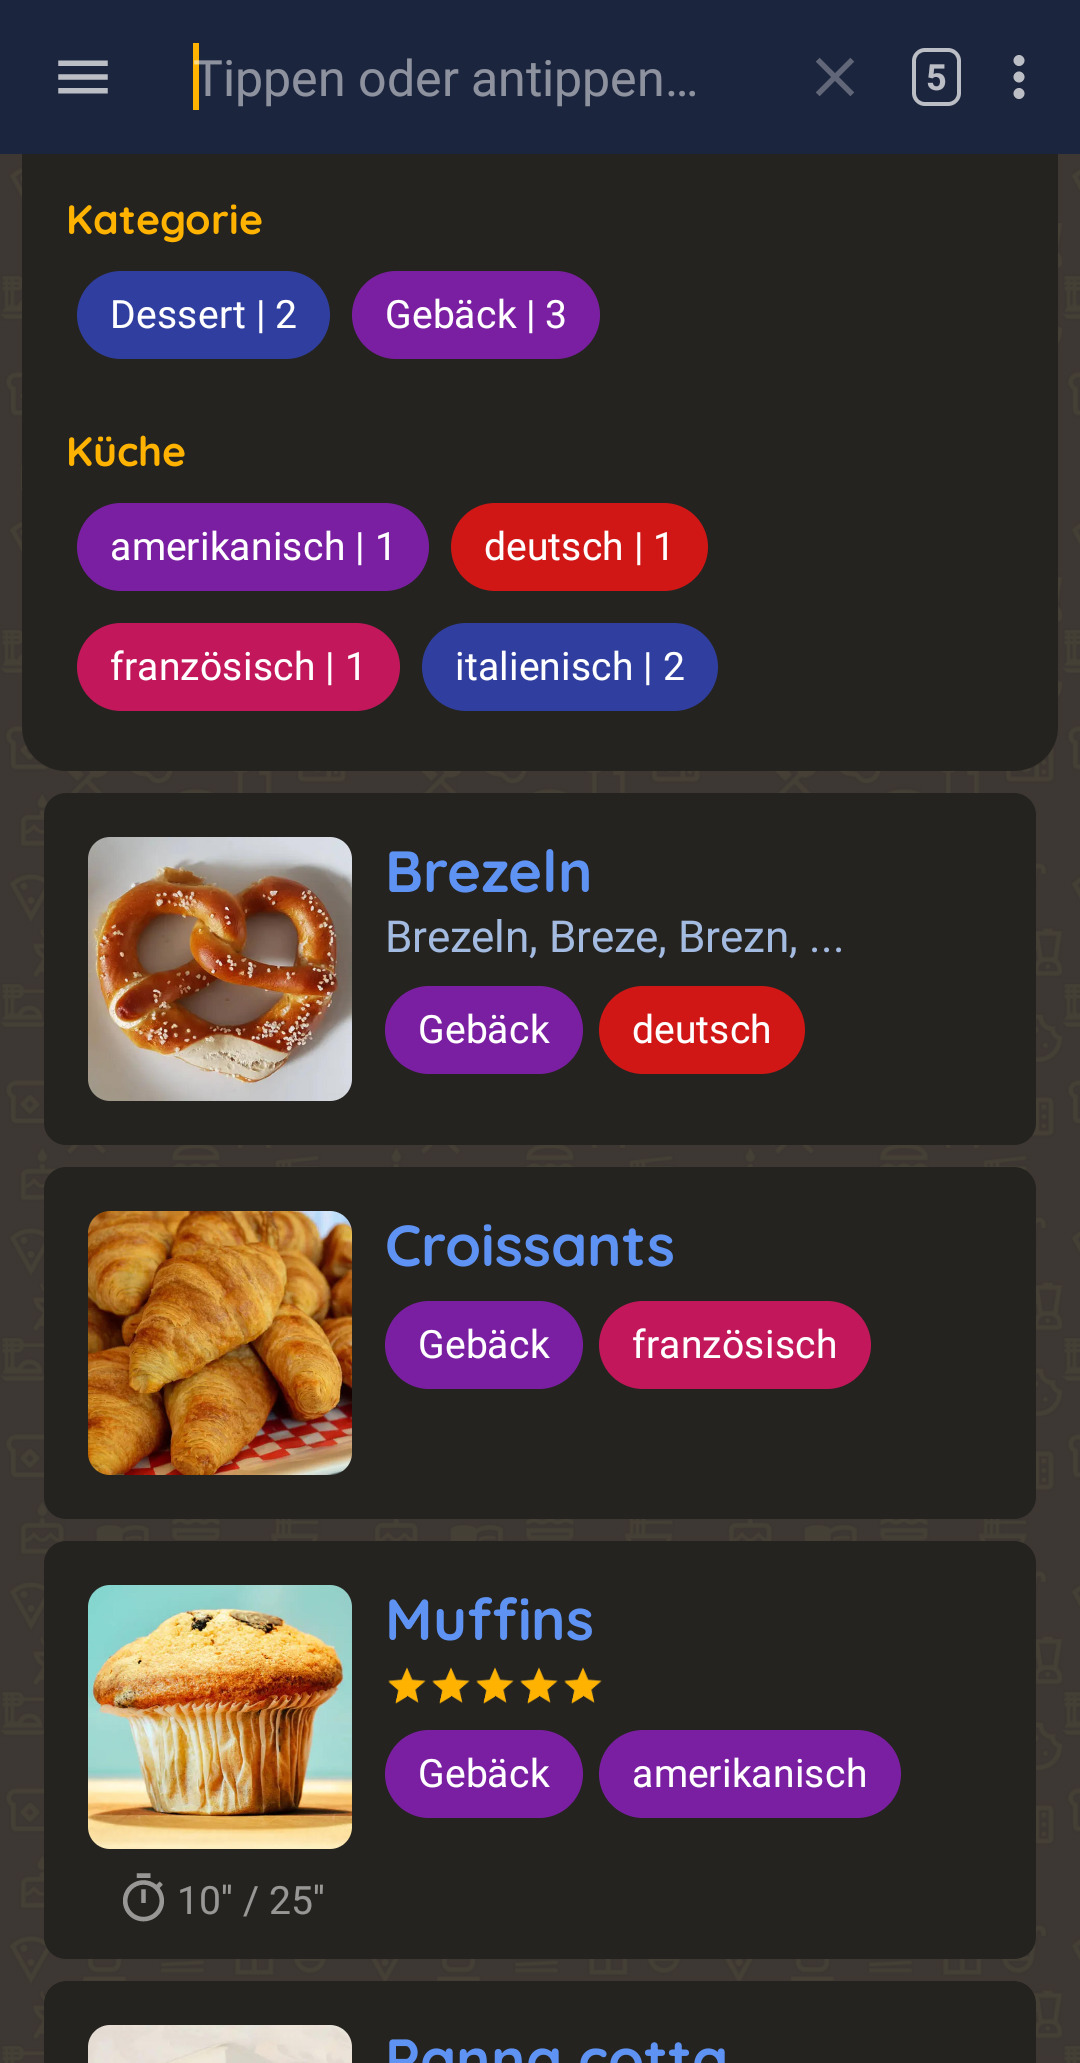 Tippen oder antippen…
5
Kategorie
Dessert | 2
Gebäck | 3
Küche
amerikanisch | 1
deutsch | 1
französisch | 1
italienisch | 2
Brezeln
Brezeln, Breze, Brezn, ...
Gebäck
deutsch
Croissants
Gebäck
französisch
Muffins
Gebäck
amerikanisch
10" / 25"
Panna cotta